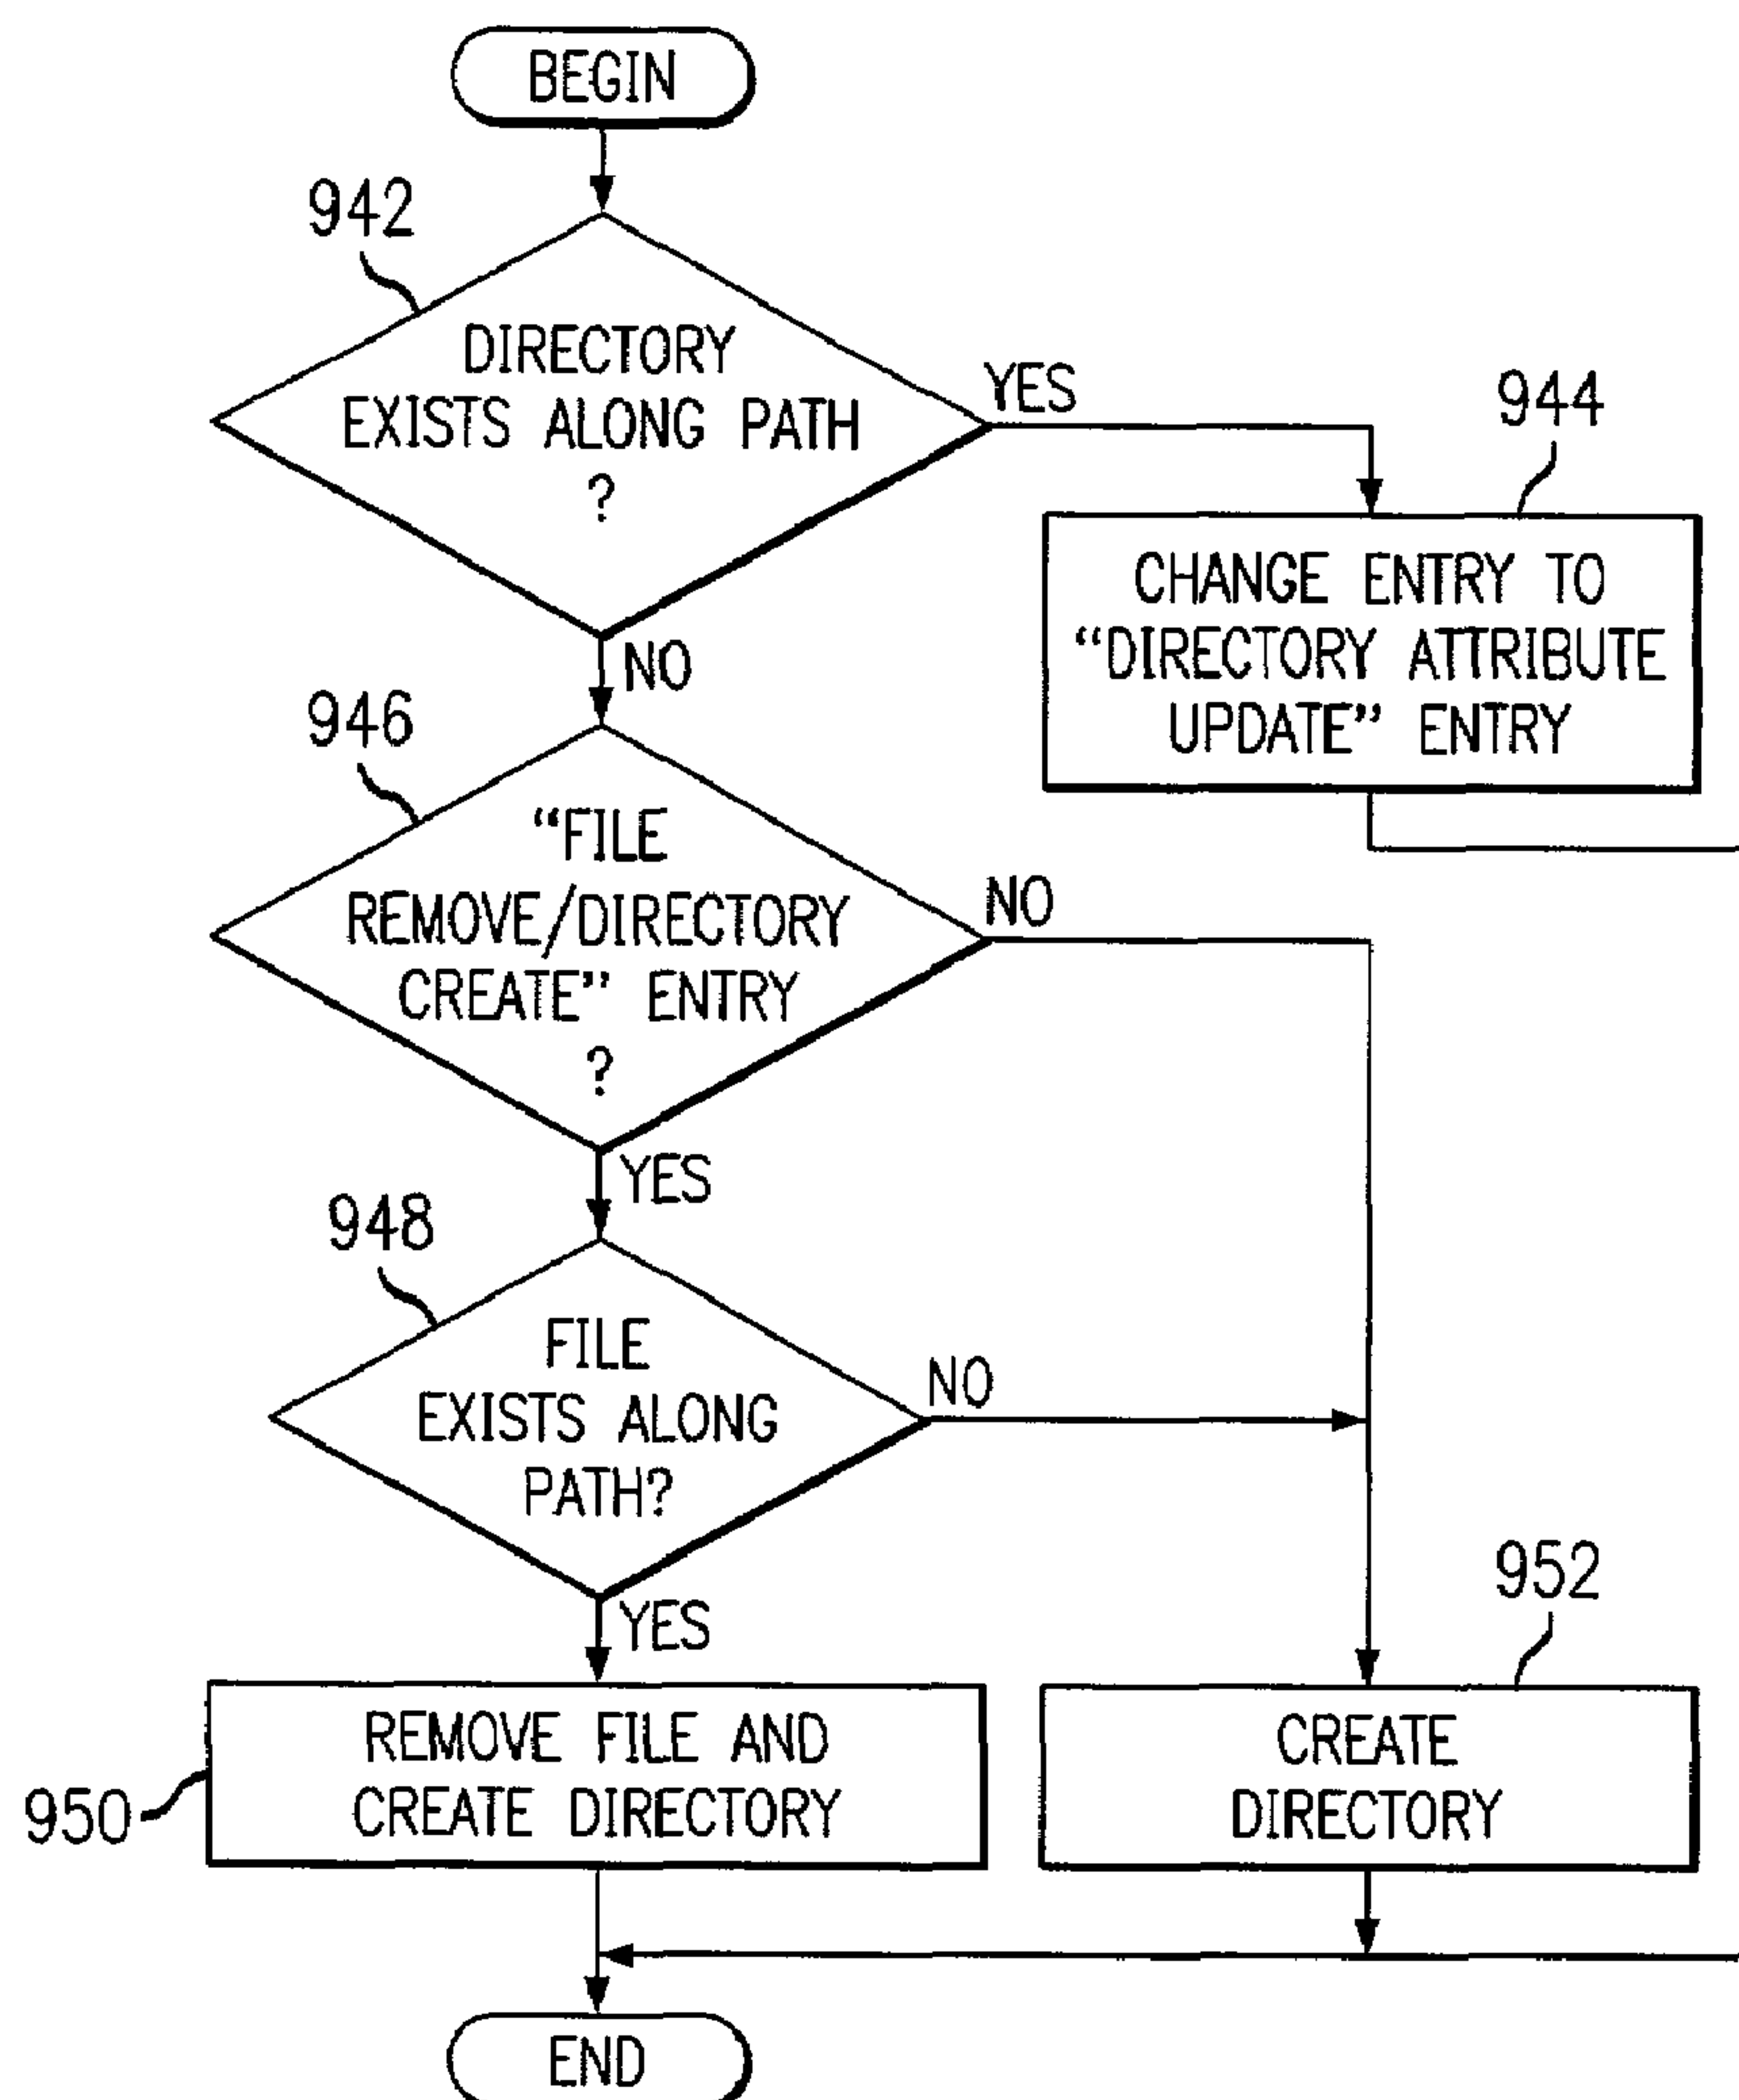 BEGIN
942
DIRECTORY
EXISTS ALONG PATH
?
YES
944
CHANGE ENTRY TO
“DIRECTORY ATTRIBUTE
UPDATE” ENTRY
NO
946
“FILE
REMOVE/DIRECTORY
CREATE” ENTRY
?
NO
YES
948
FILE
EXISTS ALONG
PATH?
NO
YES
952
REMOVE FILE AND
CREATE DIRECTORY
950
CREATE
DIRECTORY
END